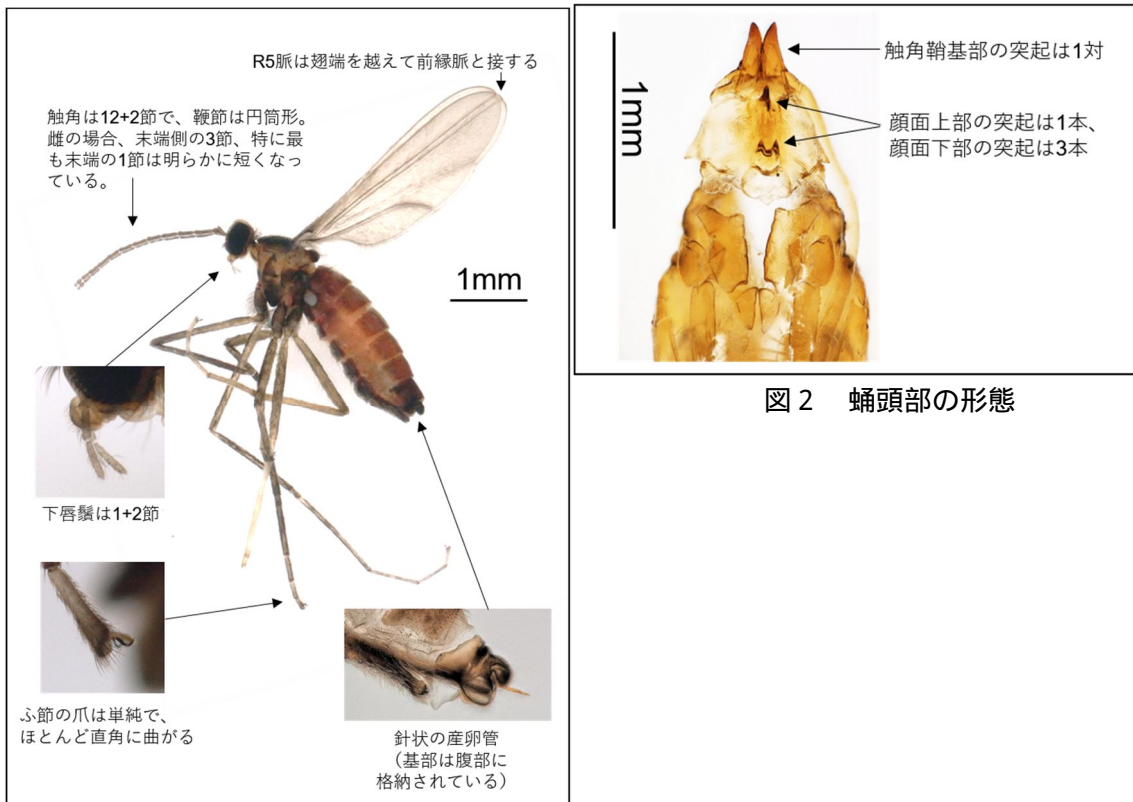 R5脈は翅端を越えて前縁脈と接する
触角は12+2節で、鞭節は円筒形。
雌の場合、末端側の3節、特に最
も末端の1節は明らかに短くなっ
ている。
1mm
下唇鬚は1+2節
ふ節の爪は単純で、
ほとんど直角に曲がる
針状の産卵管
（基部は腹部に
格納されている）
1mm
触角鞘基部の突起は1対
顔面上部の突起は1本、
顔面下部の突起は3本
図2 蛹頭部の形態